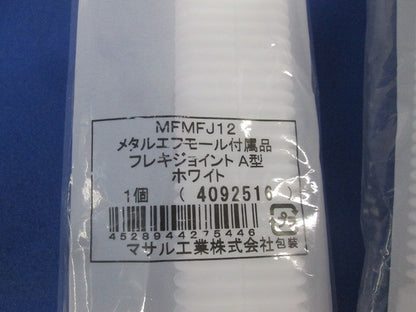 MFMFJ12
メタルエフモール付属品
フレキジョイント A型
ホワイト
1個 ( 4092516 )
4528944275446
マサル工業株式会社 包装